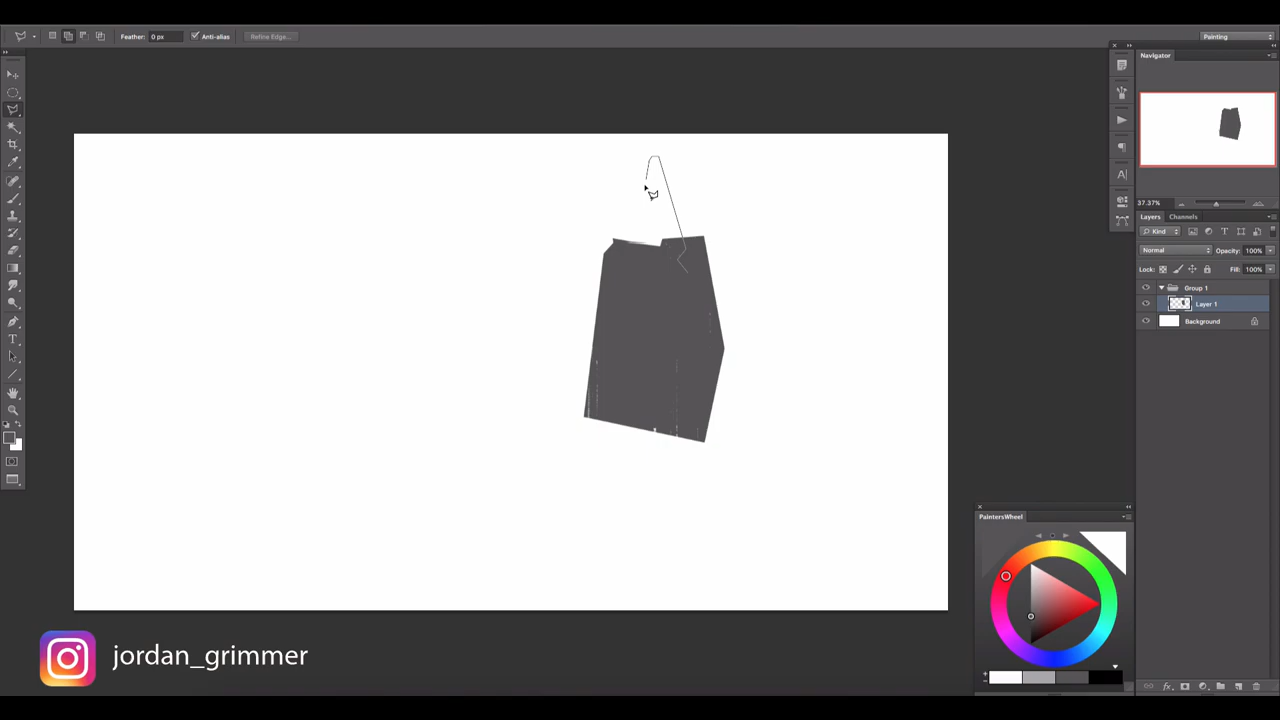 Feather: 0 px
Anti-alias
Refine Edge...
Painting
Navigator
37.37%
Layers
Channels
Kind
Normal
Opacity: 100%
Lock:
Fill: 100%
Group 1
Layer 1
Background
PaintersWheel
jordan_grimmer